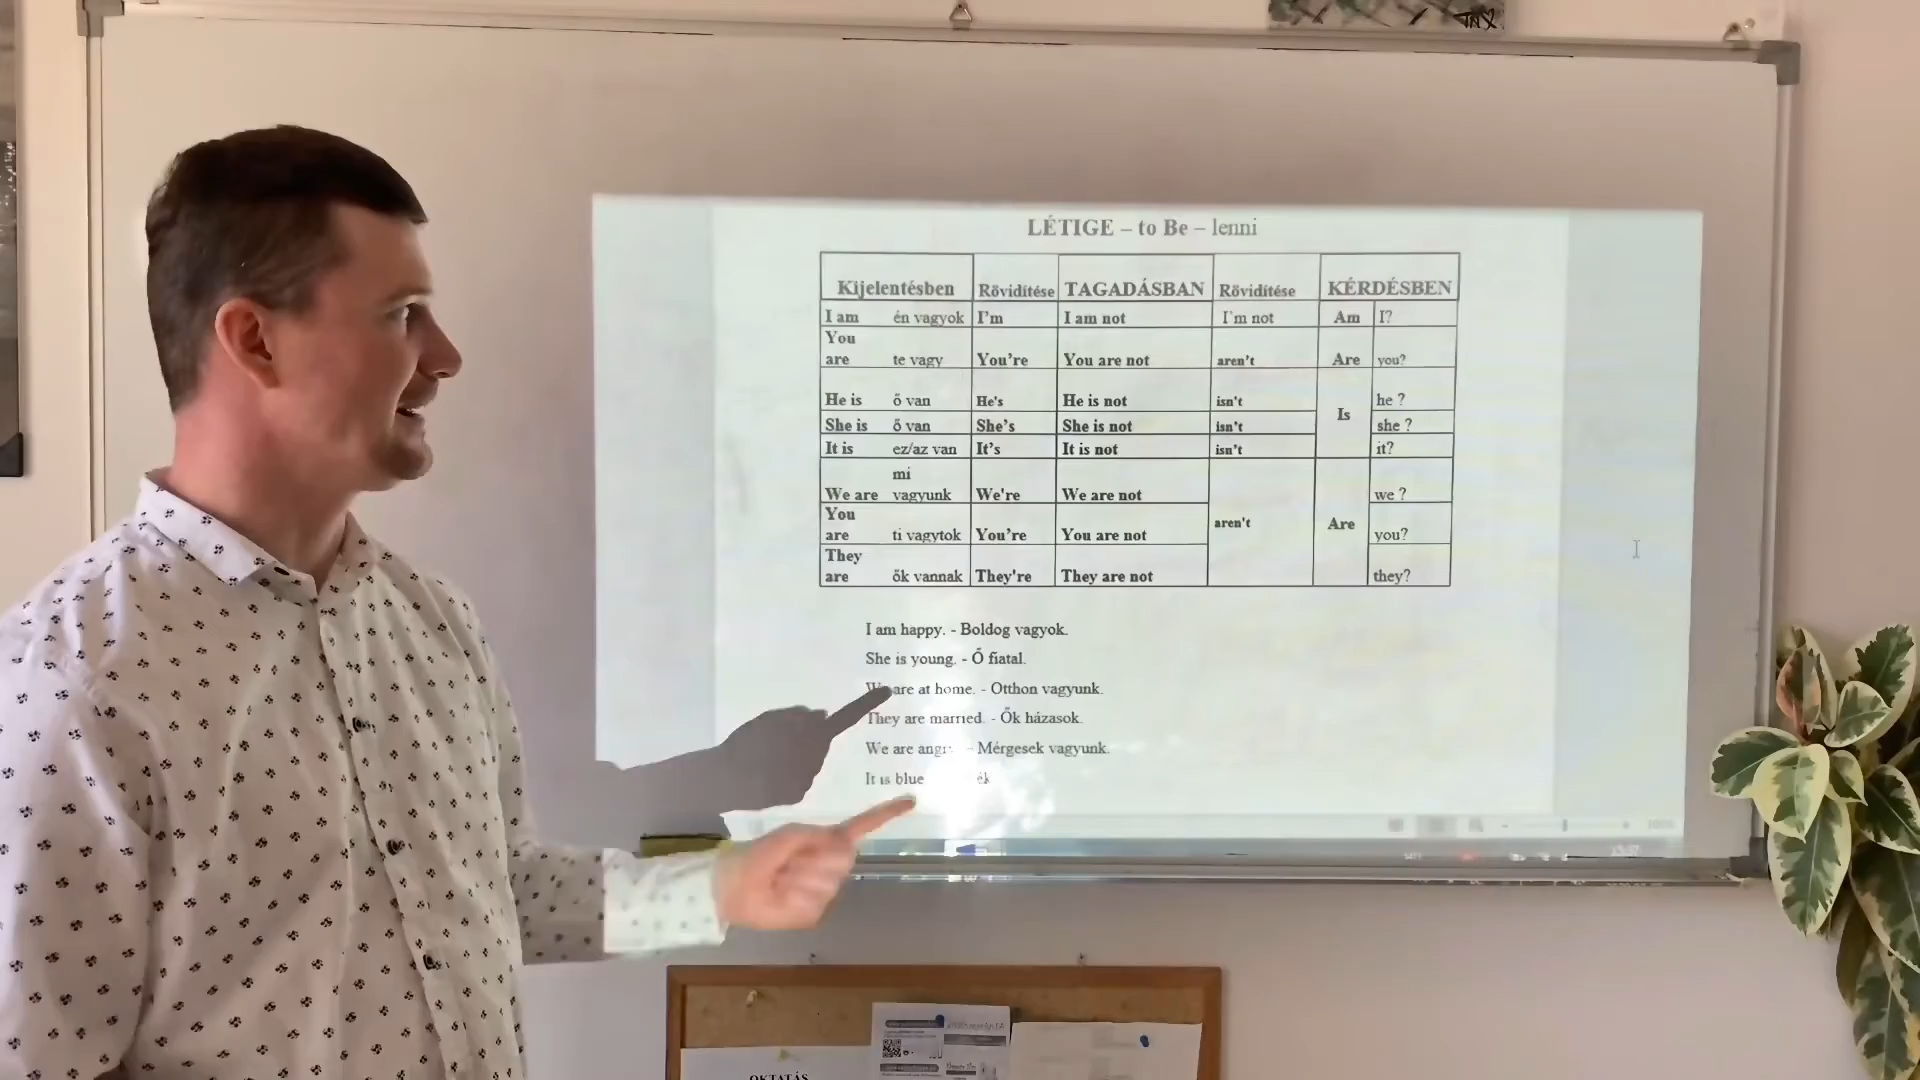 TNX
LÉTIGE – to Be – lenni
Kijelentésben Rövidítése TAGADÁSBAN Rövidítése KÉRDÉSBEN
I am én vagyok I'm I am not I'm not Am I?
You
are te vagy You're You are not aren't Are you?
He is ő van He's He is not isn't he ?
Is
She is ő van She's She is not isn't she ?
It is ez/az van It's It is not isn't it?
mi
We are vagyunk We're We are not we ?
You
aren't Are
are ti vagytok You're You are not you?
They
are ők vannak They're They are not they?
I am happy. - Boldog vagyok.
She is young. - Ő fiatal.
are at home. - Otthon vagyunk.
They are married. - Ők házasok.
We are - Mérgesek vagyunk.
It is blue
OKTATÁS